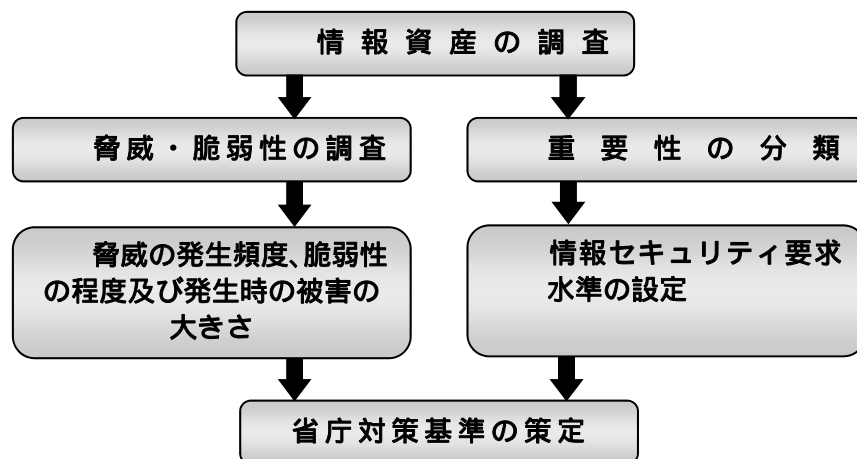 情報資産の調査
脅威・脆弱性の調査
重要性の分類
脅威の発生頻度、脆弱性
の程度及び発生時の被害の
大きさ
情報セキュリティ要求
水準の設定
省庁対策基準の策定